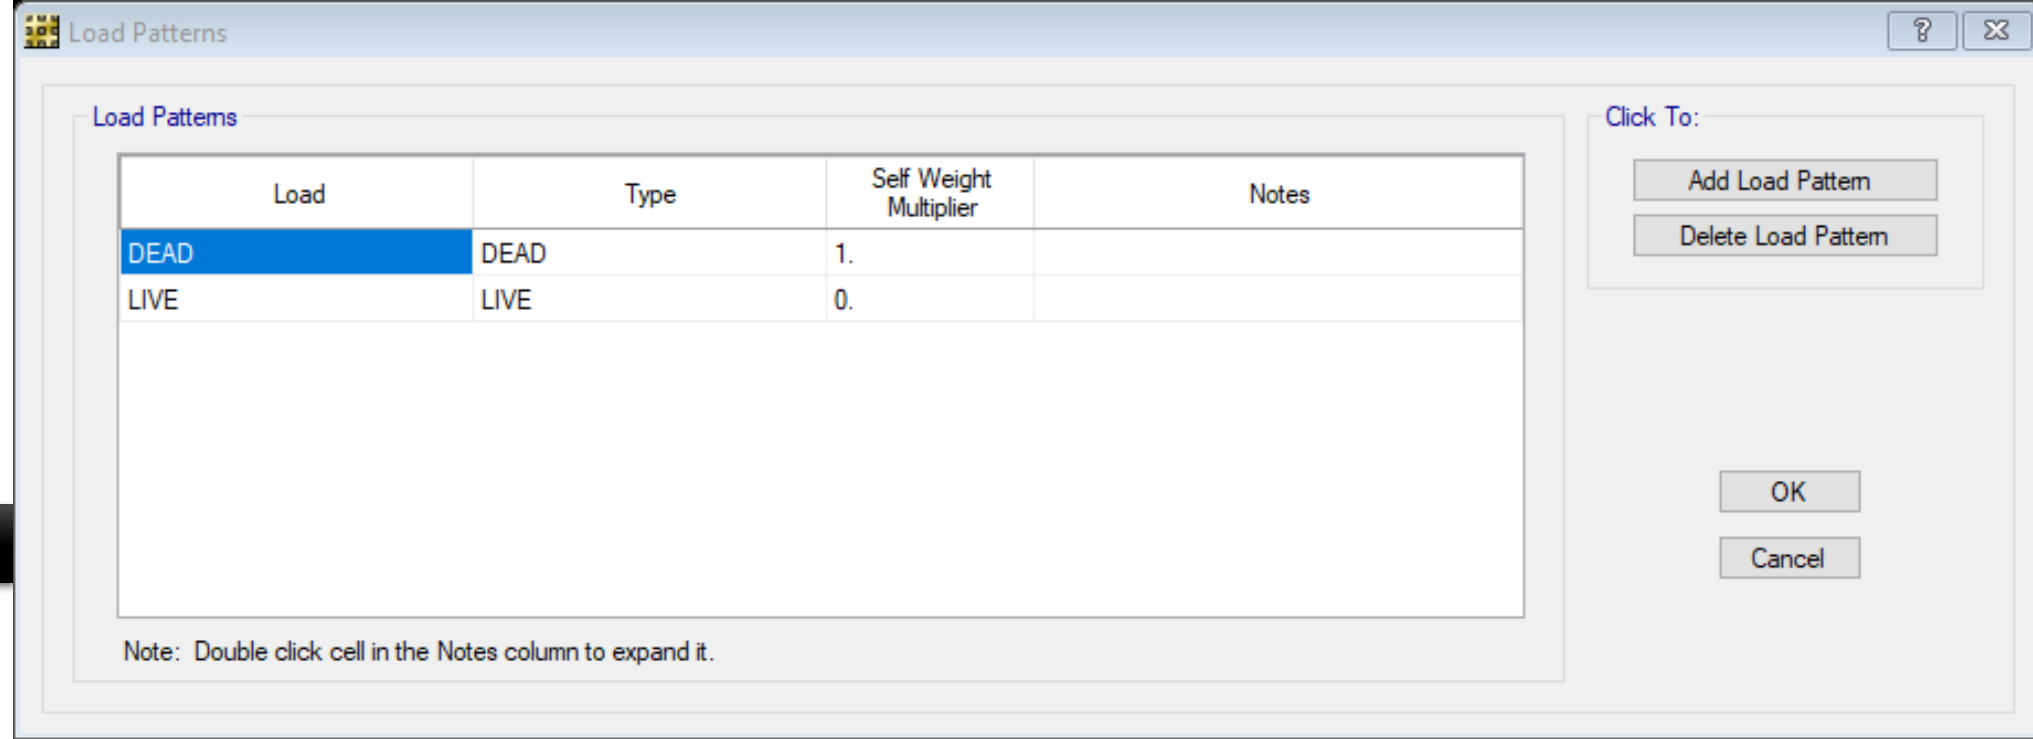 Load Patterns
Load Patterns
Click To:
Load Type Self Weight Multiplier Notes
DEAD DEAD 1.
LIVE LIVE 0.
Add Load Pattern
Delete Load Pattern
OK
Cancel
Note: Double click cell in the Notes column to expand it.